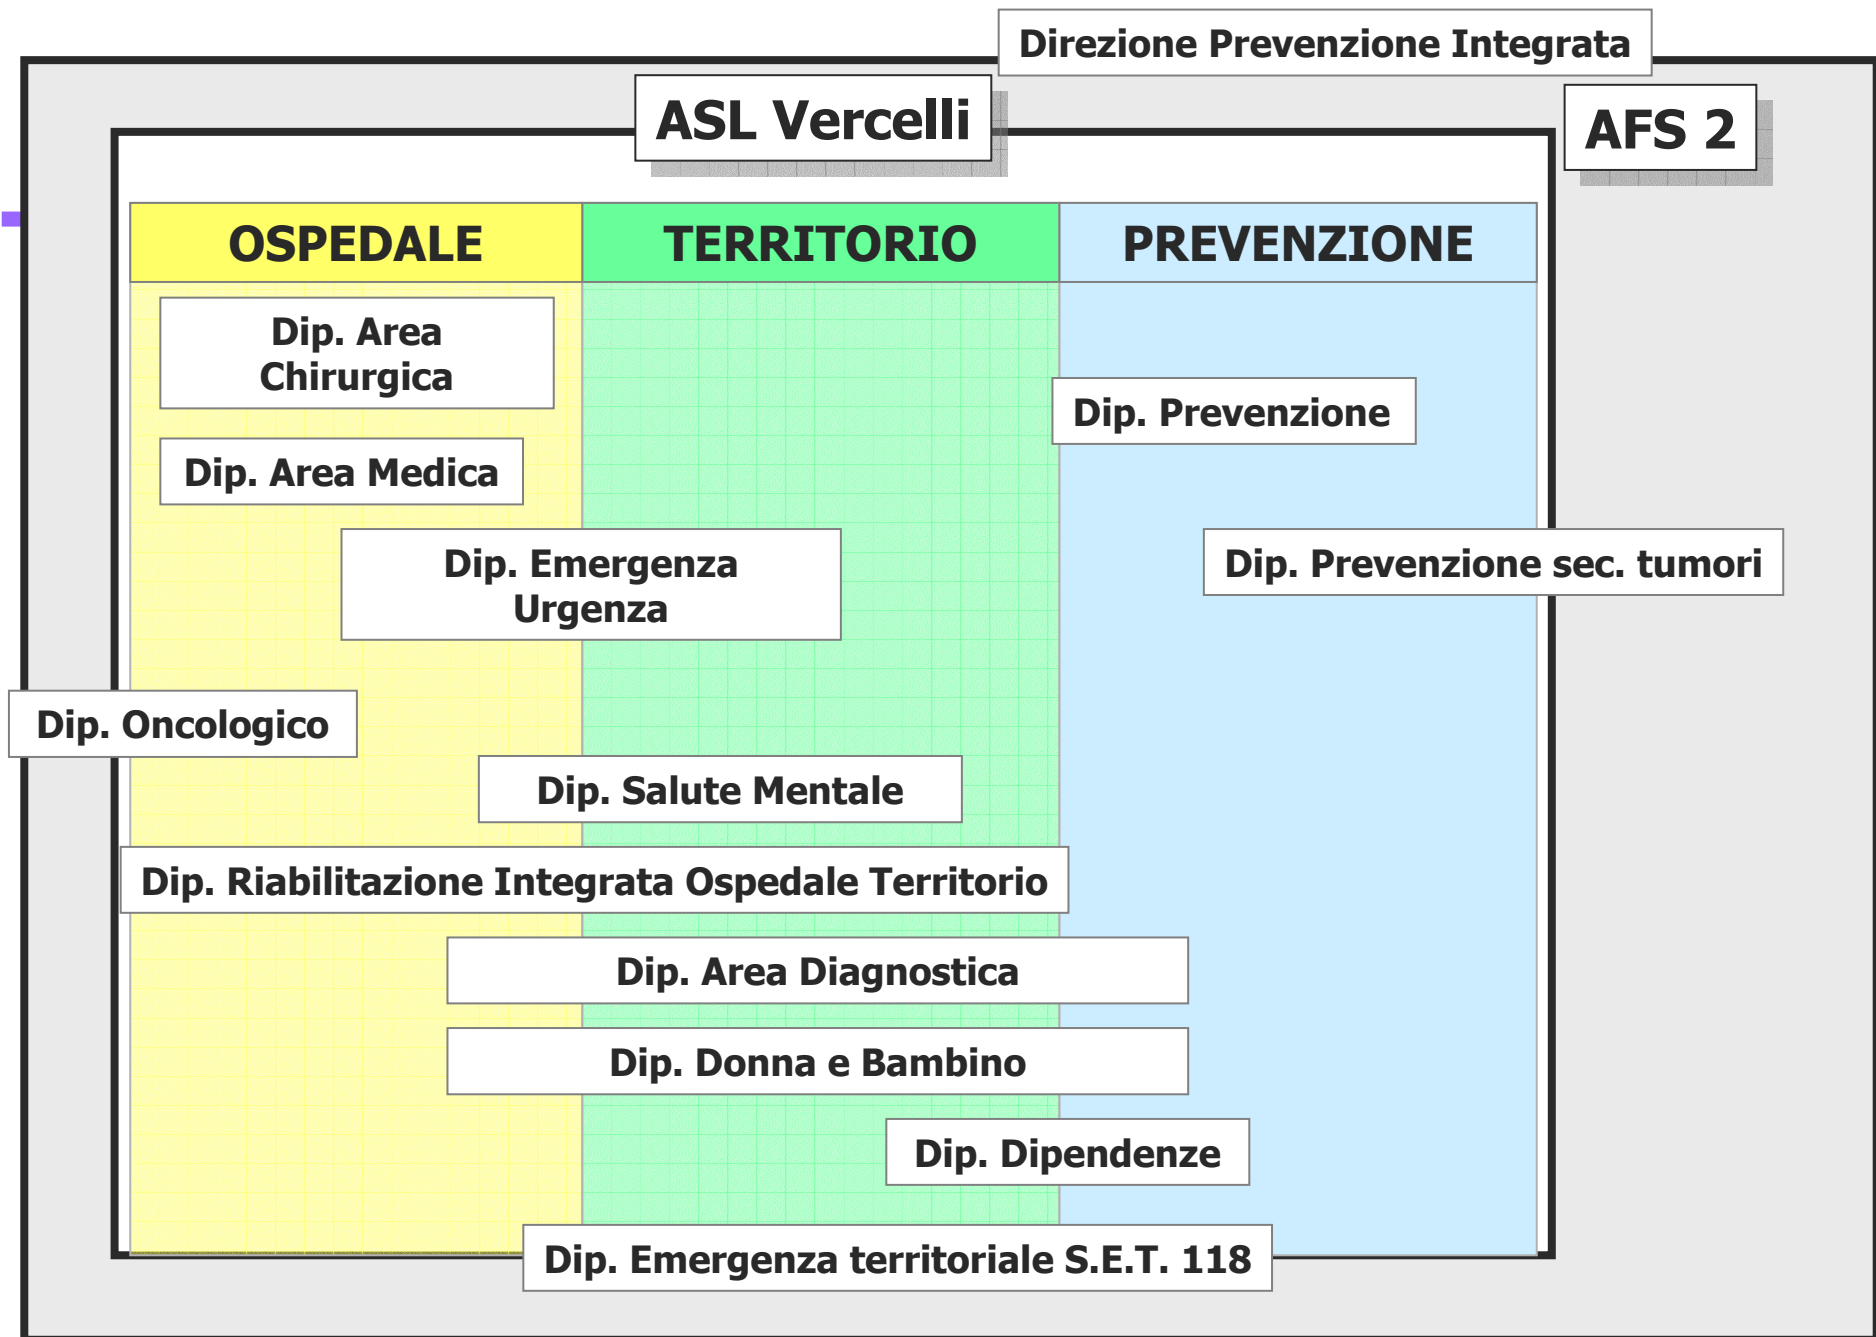 Direzione Prevenzione Integrata
ASL Vercelli
AFS 2
OSPEDALE
TERRITORIO
PREVENZIONE
Dip. Area
Chirurgica
Dip. Prevenzione
Dip. Area Medica
Dip. Emergenza
Urgenza
Dip. Prevenzione sec. tumori
Dip. Oncologico
Dip. Salute Mentale
Dip. Riabilitazione Integrata Ospedale Territorio
Dip. Area Diagnostica
Dip. Donna e Bambino
Dip. Dipendenze
Dip. Emergenza territoriale S.E.T. 118